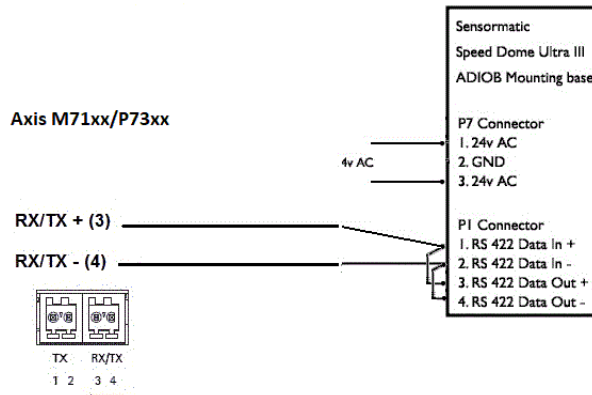 Sensormatic
Speed Dome Ultra III
ADIOB Mounting base
Axis M71xx/P73xx
P7 Connector
1. 24v AC
4v AC
2. GND
3. 24v AC
RX/TX + (3)
P1 Connector
1. RS 422 Data In +
RX/TX - (4)
2. RS 422 Data In -
3. RS 422 Data Out +
4. RS 422 Data Out -
TX RX/TX
1 2 3 4